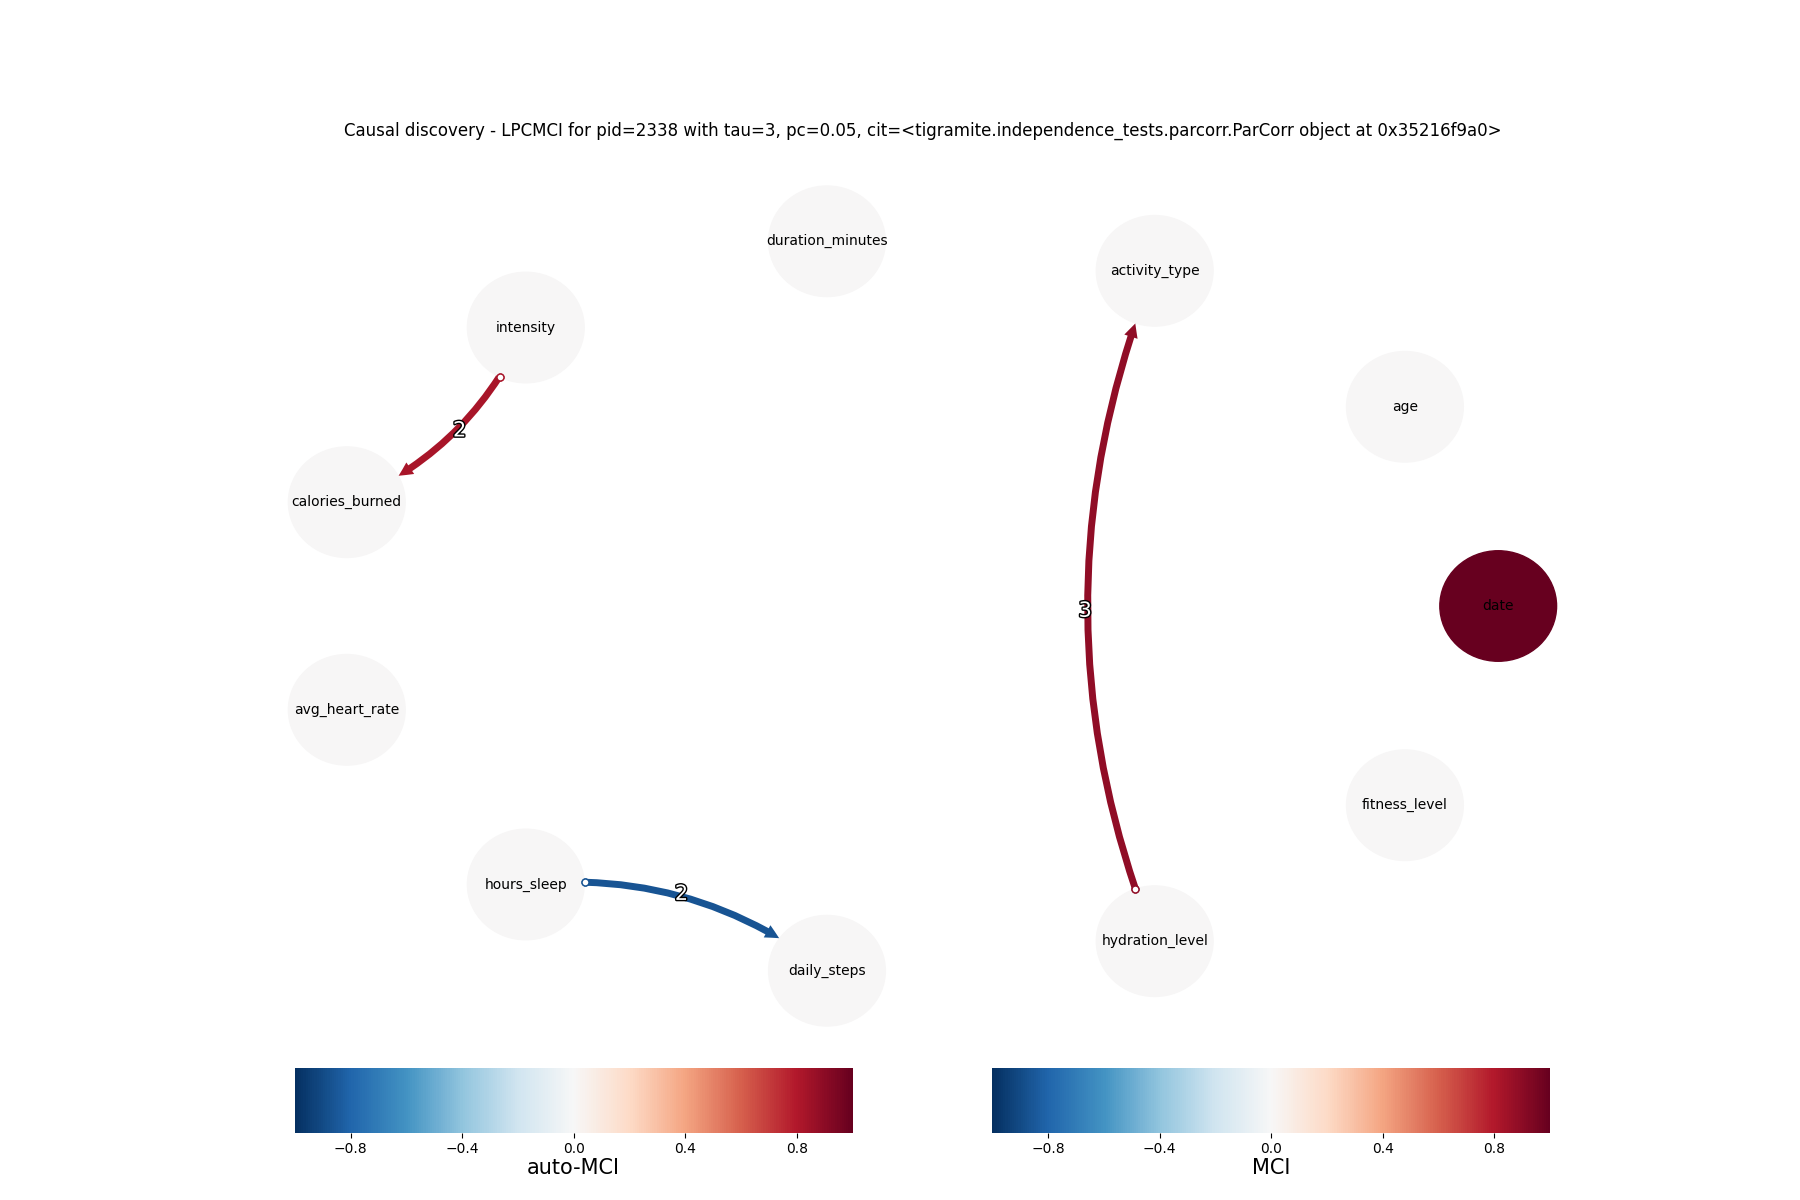 Causal discovery - LPCMCI for pid=2338 with tau=3, pc=0.05, cit=<tigramite.independence_tests.parcorr.ParCorr object at 0x35216f9a0>
duration_minutes
activity_type
intensity
age
2
calories_burned
date
3
avg_heart_rate
fitness_level
hours_sleep
2
hydration_level
daily_steps
−0.8 −0.4 0.0 0.4 0.8
auto-MCI
−0.8 −0.4 0.0 0.4 0.8
MCI